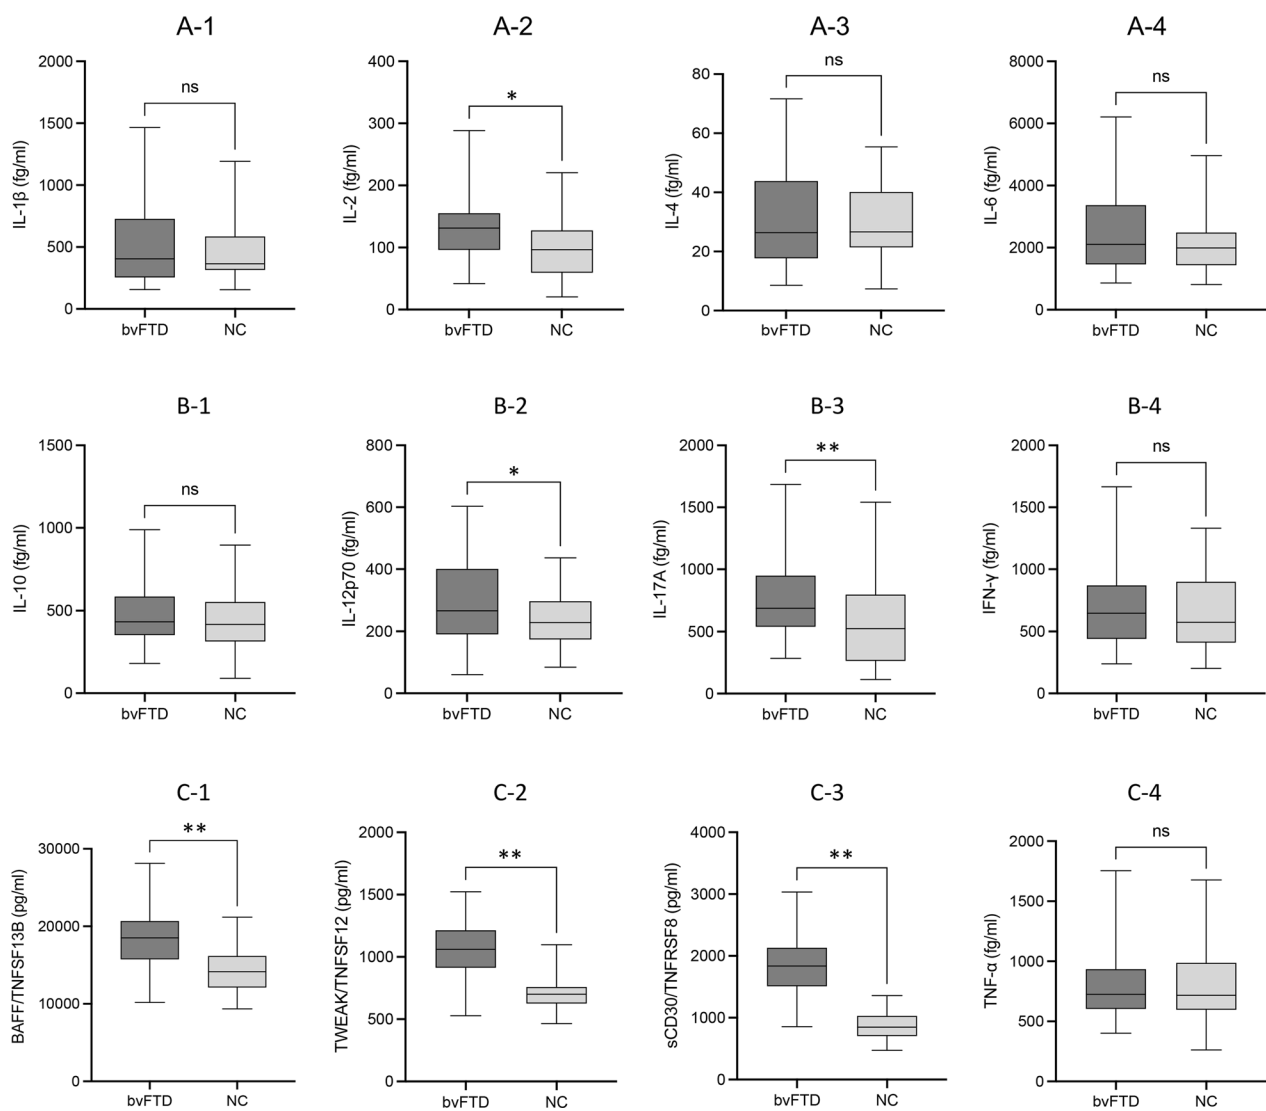 A-1
A-2
A-3
A-4
IL-1β (fg/ml)
2000
1500
1000
500
0
ns
bvFTD
NC
IL-2 (fg/ml)
400
300
200
100
0
*
bvFTD
NC
IL-4 (fg/ml)
80
60
40
20
0
ns
bvFTD
NC
IL-6 (fg/ml)
8000
6000
4000
2000
0
ns
bvFTD
NC
B-1
B-2
B-3
B-4
IL-10 (fg/ml)
1500
1000
500
0
ns
bvFTD
NC
IL-12p70 (fg/ml)
800
600
400
200
0
*
bvFTD
NC
IL-17A (fg/ml)
2000
1500
1000
500
0
**
bvFTD
NC
IFN-γ (fg/ml)
2000
1500
1000
500
0
ns
bvFTD
NC
C-1
C-2
C-3
C-4
BAFF/TNFSF13B (pg/ml)
30000
20000
10000
0
**
bvFTD
NC
TWEAK/TNFSF12 (pg/ml)
2000
1500
1000
500
0
**
bvFTD
NC
sCD30/TNFRSF8 (pg/ml)
4000
3000
2000
1000
0
**
bvFTD
NC
TNF-α (fg/ml)
2000
1500
1000
500
0
ns
bvFTD
NC